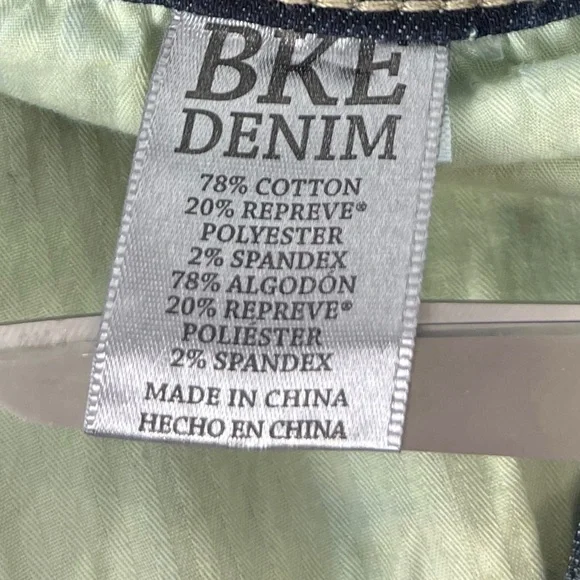 BKE
DENIM
78% COTTON
20% REPREVE®
POLYESTER
2% SPANDEX
78% ALGODÓN
20% REPREVE®
POLIÉSTER
2% SPANDEX
MADE IN CHINA
HECHO EN CHINA